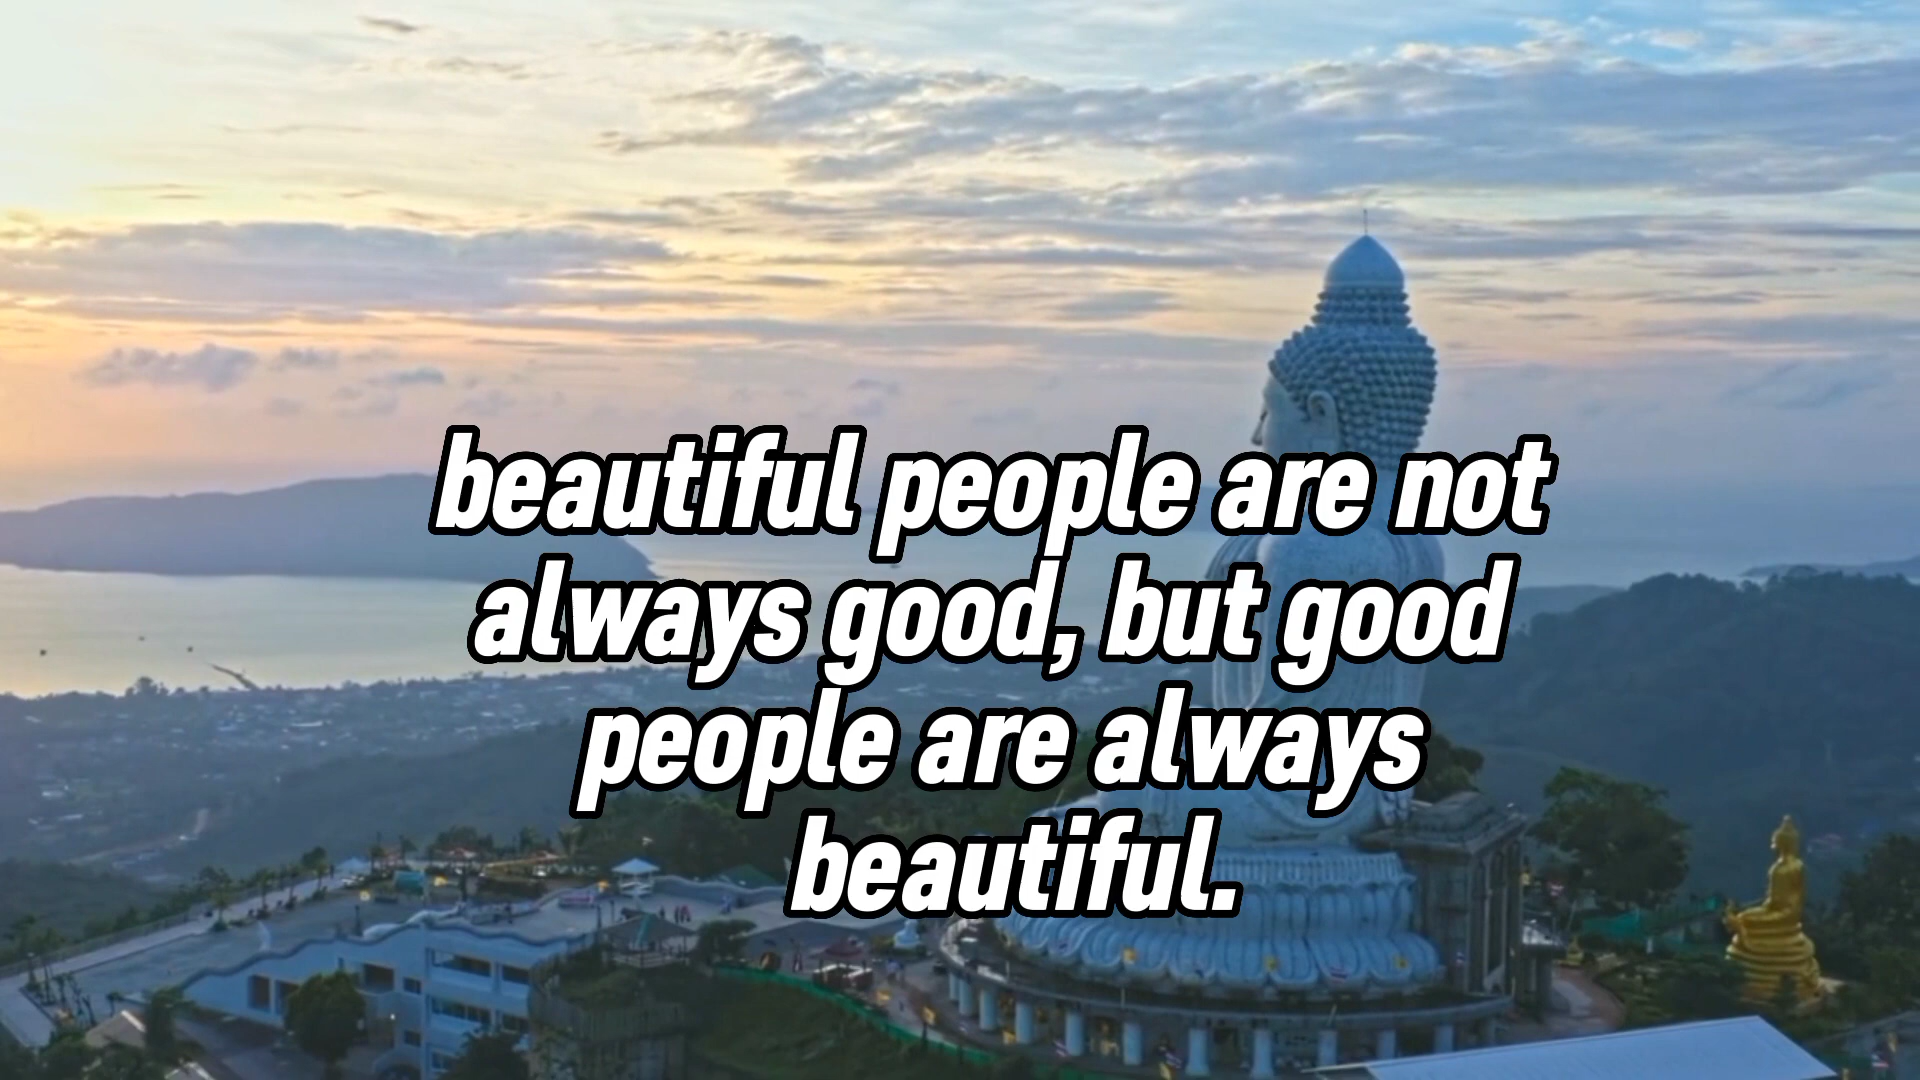 beautiful people are not
always good, but good
people are always
beautiful.